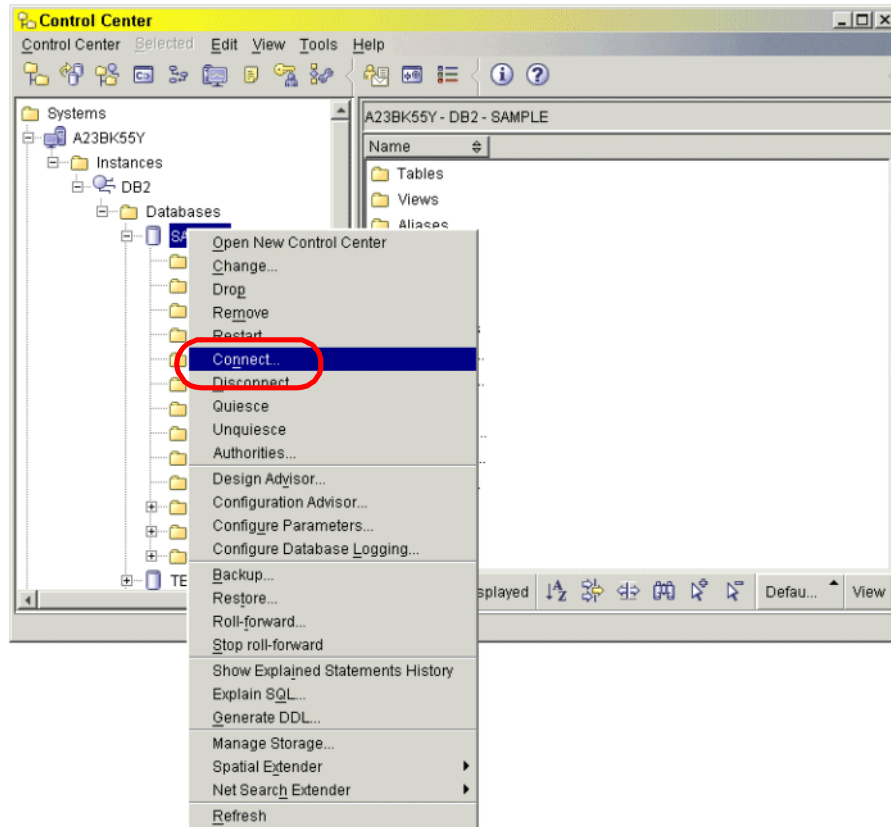 Control Center
Control Center Selected Edit View Tools Help
Systems
A23BK55Y
Instances
DB2
Databases
TE
A23BK55Y - DB2 - SAMPLE
Name
Tables
Views
Aliases
Open New Control Center
Change...
Drop
Remove
Restart
Connect...
Disconnect
Quiesce
Unquiesce
Authorities...
Design Advisor...
Configuration Advisor...
Configure Parameters...
Configure Database Logging...
Backup...
Restore...
Roll-forward...
Stop roll-forward
Show Explained Statements History
Explain SQL...
Generate DDL...
Manage Storage...
Spatial Extender
Net Search Extender
Refresh
splayed Defau... View